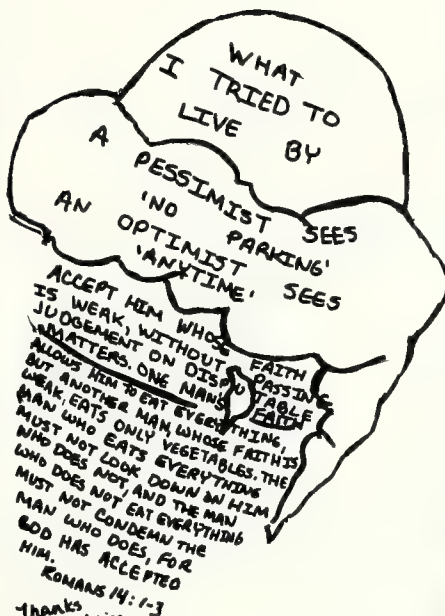 WHAT
I TRIED TO
LIVE BY
A PESSIMIST SEES
'NO PARKING'
AN OPTIMIST SEES
'ANYTIME.'
ACCEPT HIM WHOSE FAITH
IS WEAK, WITHOUT PASSING
JUDGEMENT ON DISPUTABLE
MATTERS. ONE MANS FAITH
ALLOWS HIM TO EAT EVERYTHING,
BUT ANOTHER MAN, WHOSE FAITH IS
WEAK, EATS ONLY VEGETABLES. THE
MAN WHO EATS EVERYTHING
MUST NOT LOOK DOWN ON HIM
WHO DOES NOT, AND THE MAN
WHO DOES NOT EAT EVERYTHING
MUST NOT CONDEMN THE
MAN WHO DOES, FOR
GOD HAS ACCEPTED
HIM.
ROMANS 14:1-3
Thanks